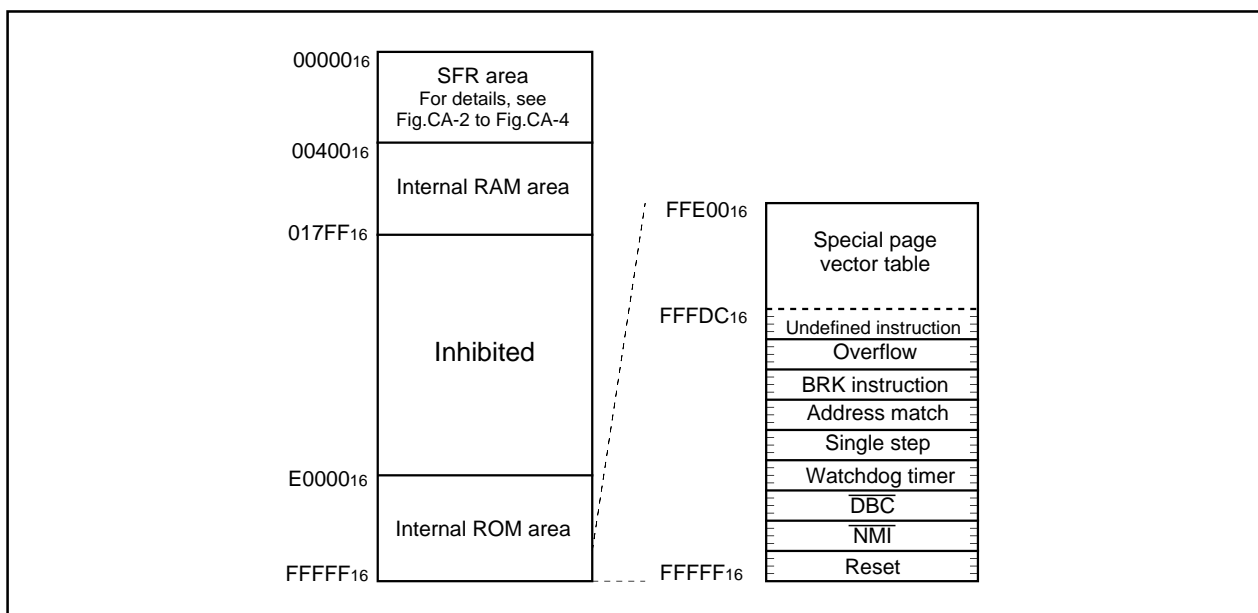 0000016
SFR area
For details, see
Fig.CA-2 to Fig.CA-4
0040016
Internal RAM area
017FF16
Inhibited
E000016
Internal ROM area
FFFFF16
FFE0016
Special page
vector table
FFFDC16
Undefined instruction
Overflow
BRK instruction
Address match
Single step
Watchdog timer
DBC
NMI
Reset
FFFFF16